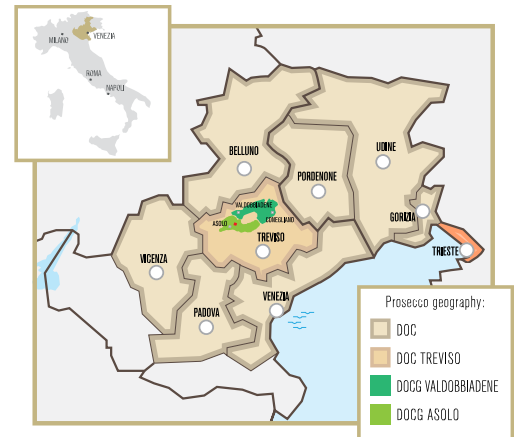 MILANO
VENEZIA
ROMA
NAPOLI
BELLUNO
UDINE
PORDENONE
VALDOBBIADENE
CONEGLIANO
ASOLO
GORIZIA
TREVISO
TRIESTE
VICENZA
VENEZIA
PADOVA
Prosecco geography:
DOC
DOC TREVISO
DOCG VALDOBBIADENE
DOCG ASOLO